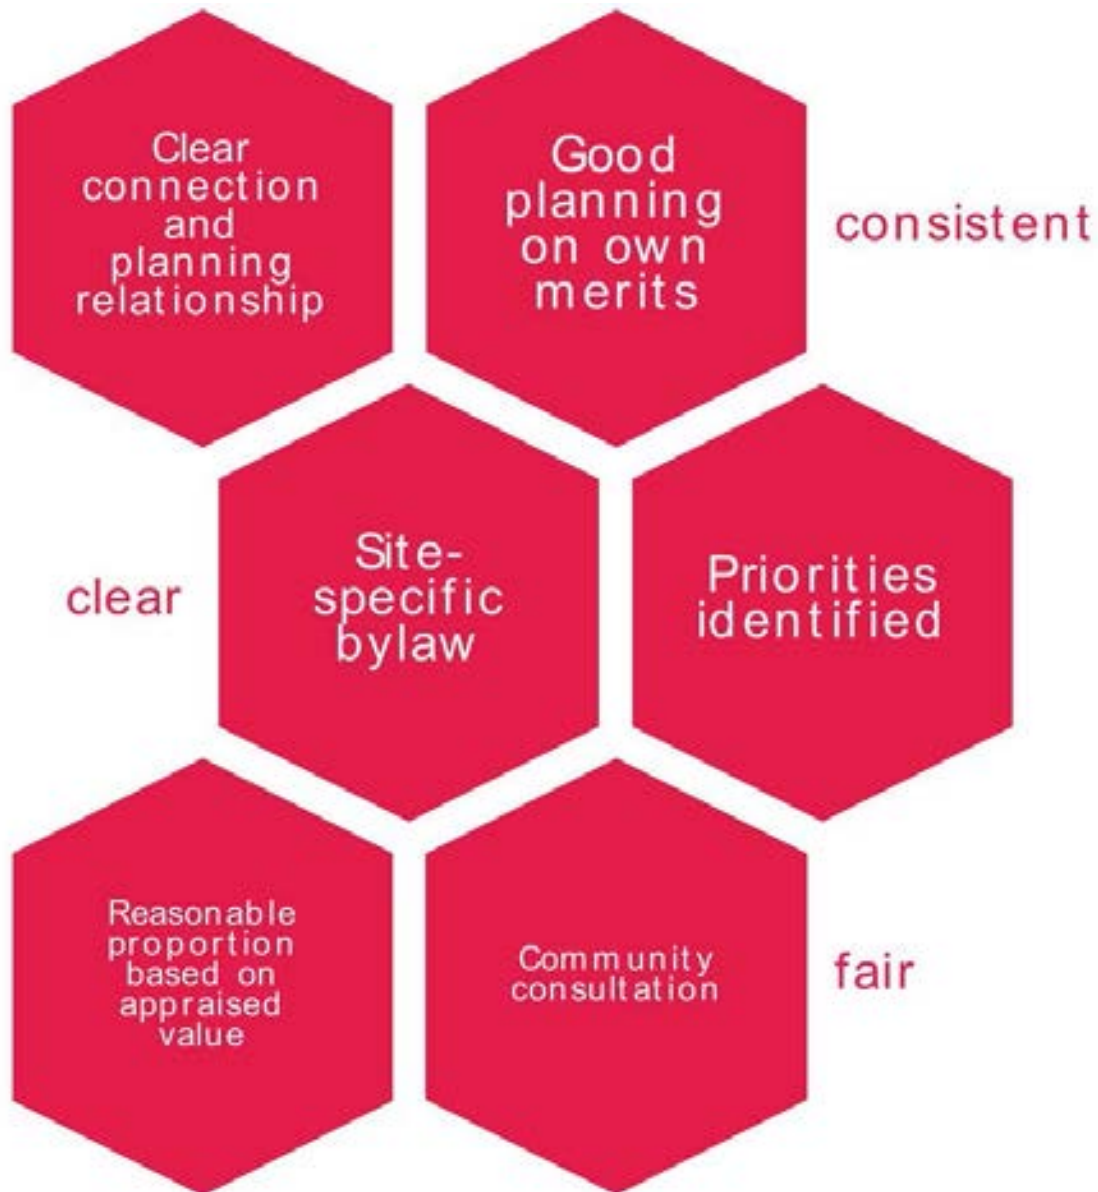 Clear
connection
and
planning
relationship
Good
planning
on own
merits
consistent
clear
Site-
specific
bylaw
Priorities
identified
Reasonable
proportion
based on
appraised
value
Community
consultation
fair